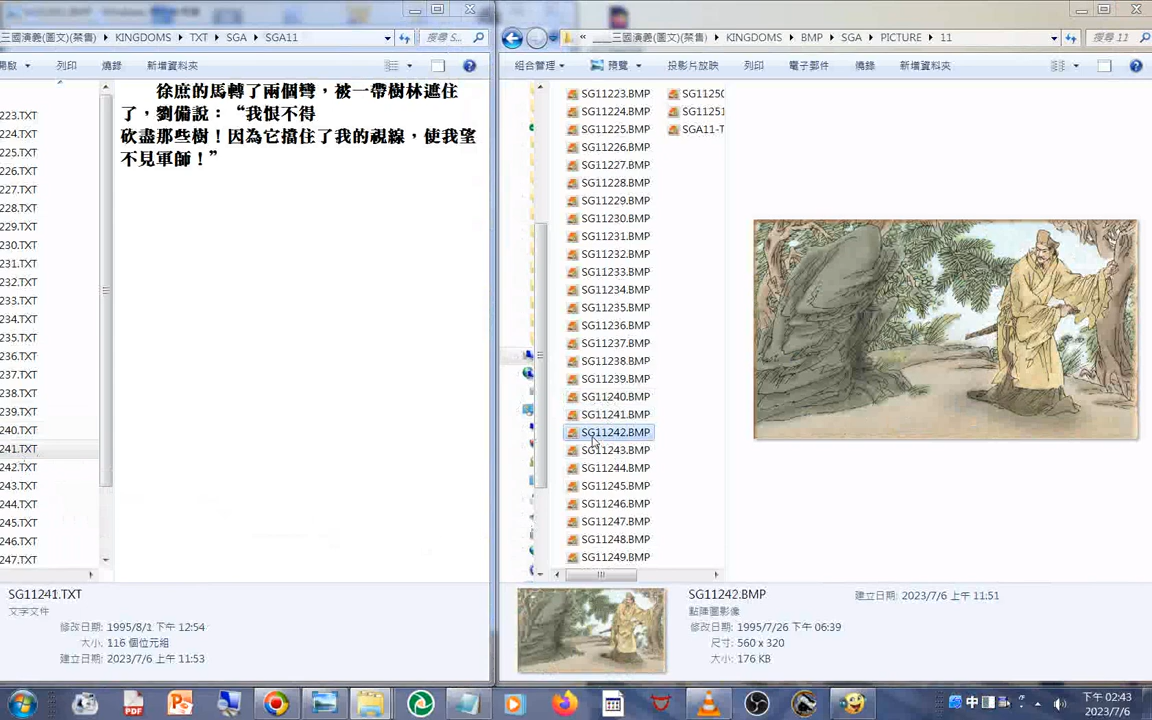 ___三國演義(圖文)(禁售) ▸ KINGDOMS ▸ TXT ▸ SGA ▸ SGA11
搜尋 S...
« ___三國演義(圖文)(禁售) ▸ KINGDOMS ▸ BMP ▸ SGA ▸ PICTURE ▸ 11
搜尋 11
開啟 列印 燒錄 新增資料夾
組合管理 預覽 投影片放映 列印 電子郵件 燒錄 新增資料夾
徐庶的馬轉了兩個彎，被一帶樹林遮住
了，劉備說：“我恨不得
砍盡那些樹！因為它擋住了我的視線，使我望
不見軍師！”
223.TXT
224.TXT
225.TXT
226.TXT
227.TXT
228.TXT
229.TXT
230.TXT
231.TXT
232.TXT
233.TXT
234.TXT
235.TXT
236.TXT
237.TXT
238.TXT
239.TXT
240.TXT
241.TXT
242.TXT
243.TXT
244.TXT
245.TXT
246.TXT
247.TXT
SG11223.BMP
SG11224.BMP
SG11225.BMP
SG11226.BMP
SG11227.BMP
SG11228.BMP
SG11229.BMP
SG11230.BMP
SG11231.BMP
SG11232.BMP
SG11233.BMP
SG11234.BMP
SG11235.BMP
SG11236.BMP
SG11237.BMP
SG11238.BMP
SG11239.BMP
SG11240.BMP
SG11241.BMP
SG11242.BMP
SG11243.BMP
SG11244.BMP
SG11245.BMP
SG11246.BMP
SG11247.BMP
SG11248.BMP
SG11249.BMP
SG11250
SG11251
SGA11-T
SG11241.TXT
文字文件
修改日期: 1995/8/1 下午 12:54
大小: 116 個位元組
建立日期: 2023/7/6 上午 11:53
SG11242.BMP
點陣圖影像
修改日期: 1995/7/26 下午 06:39
尺寸: 560 x 320
大小: 176 KB
建立日期: 2023/7/6 上午 11:51
PDF
中
下午 02:43
2023/7/6